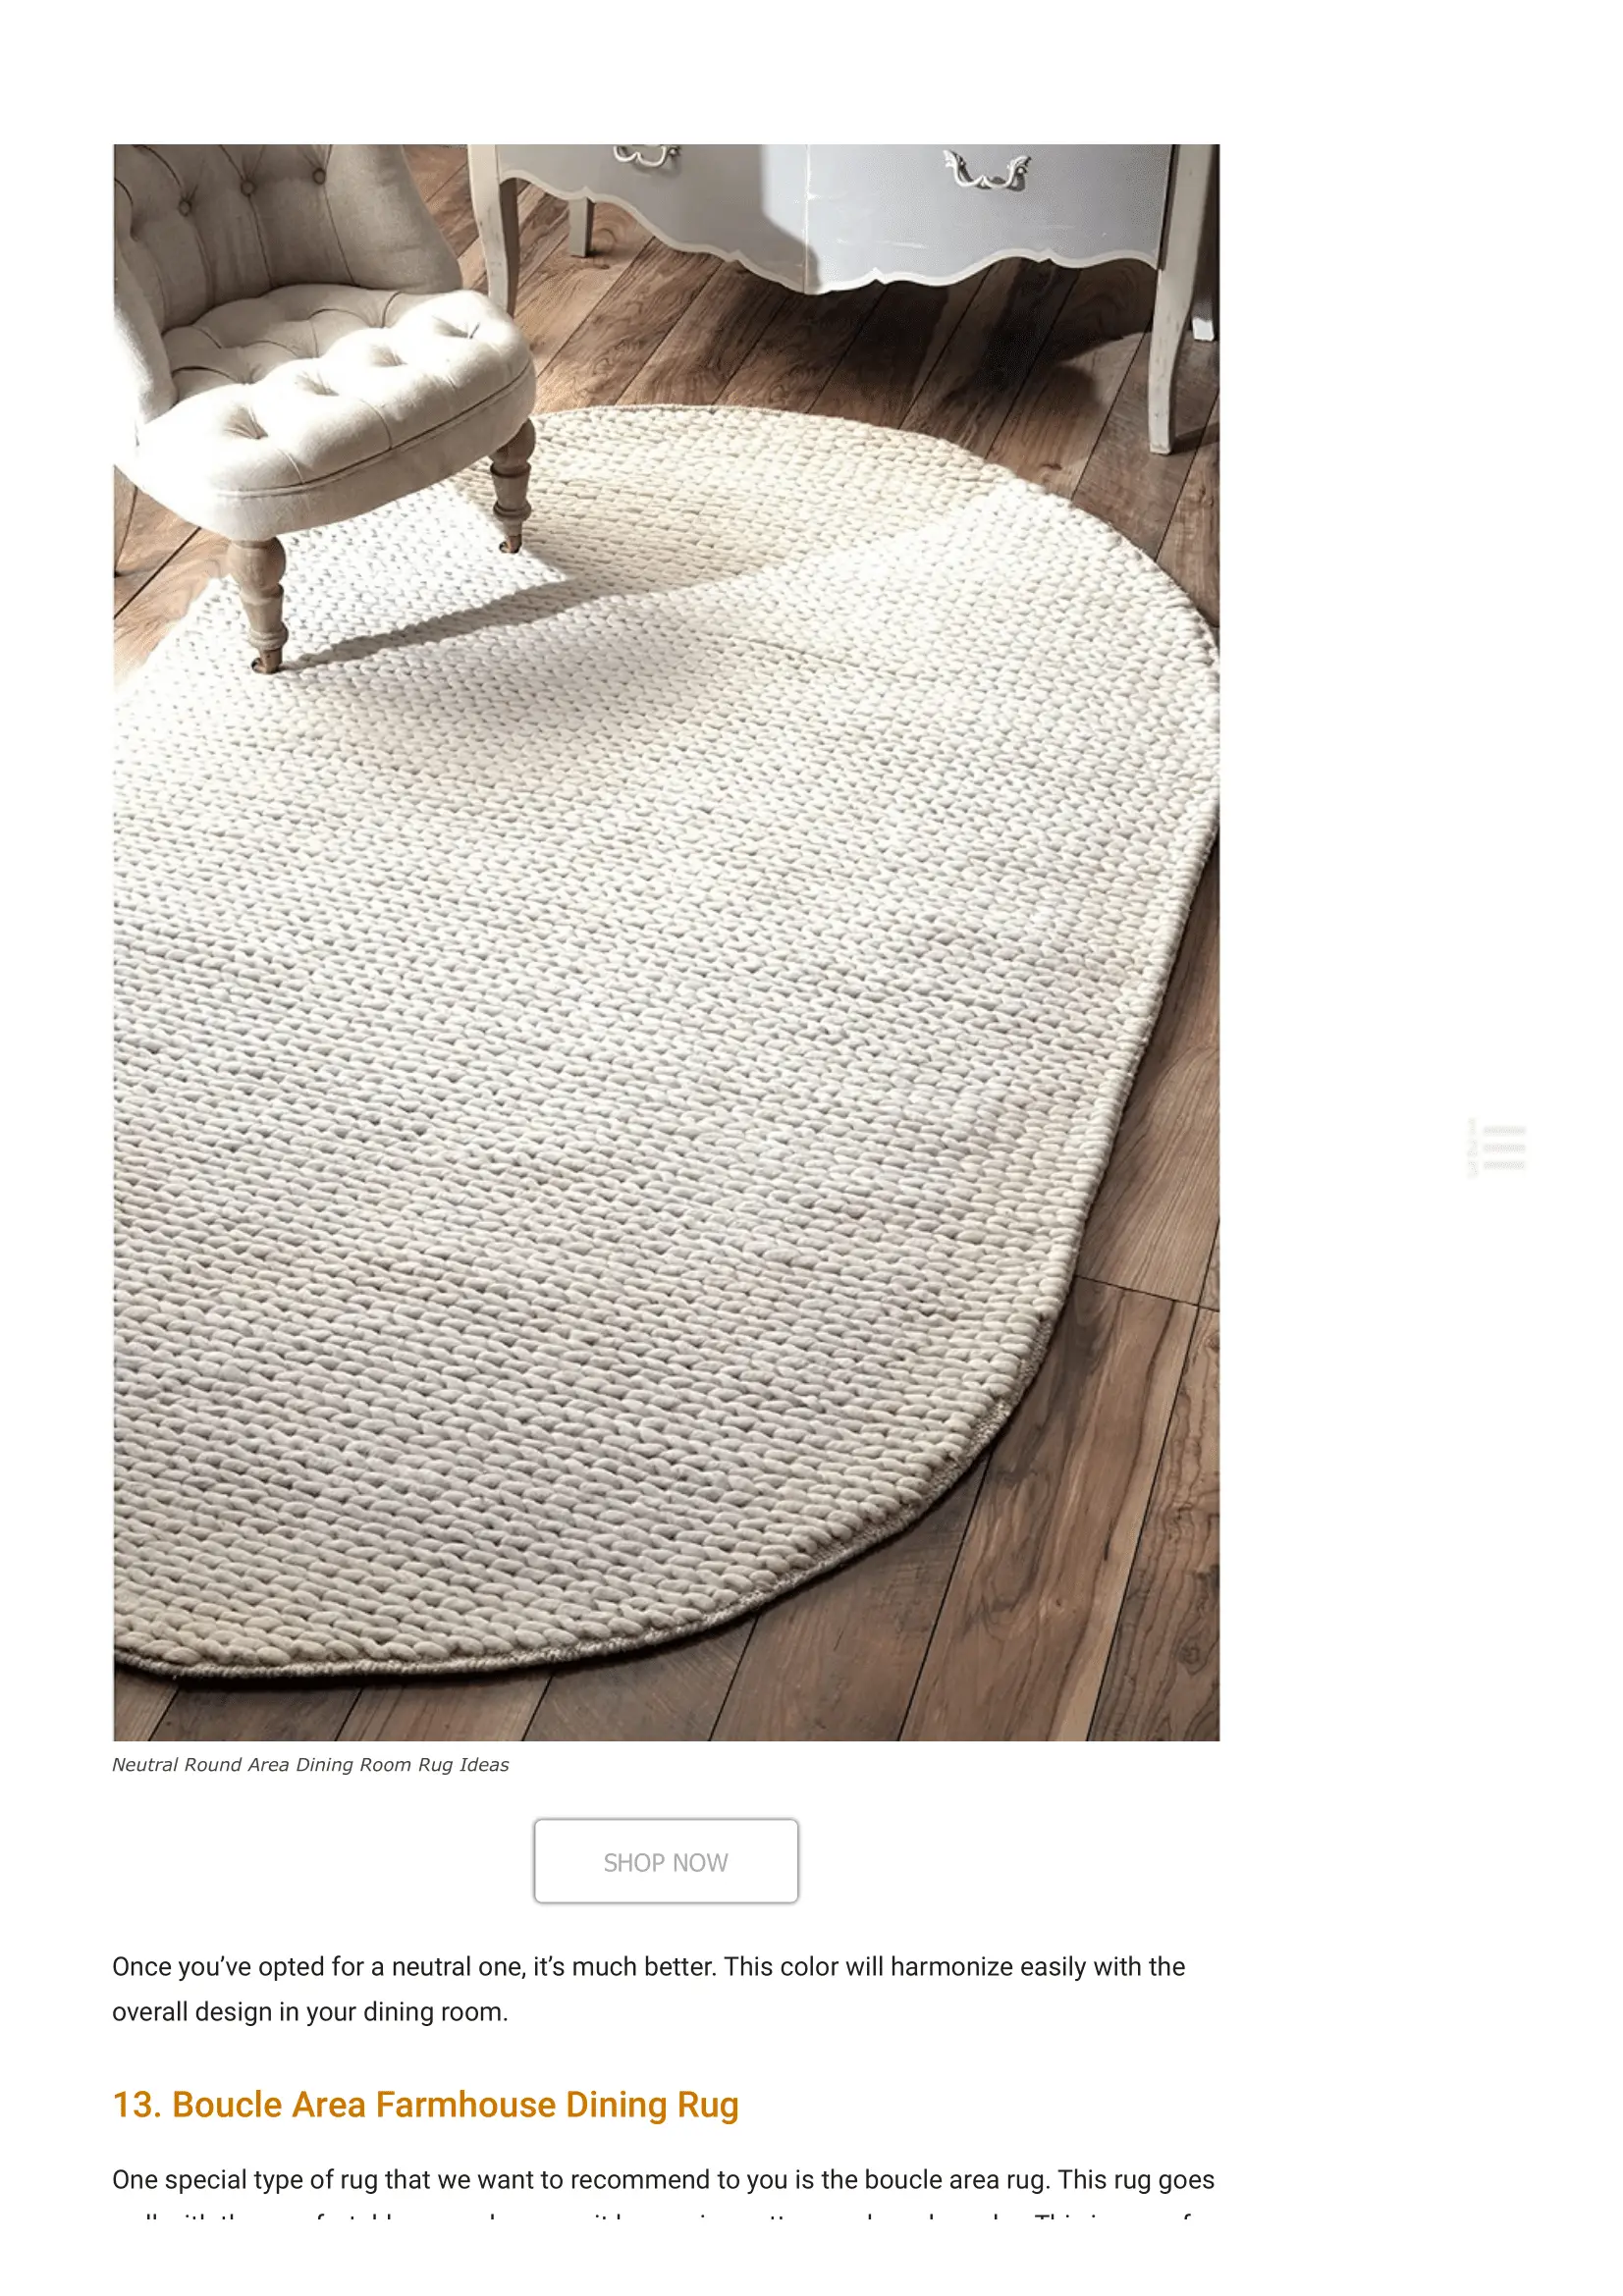 Neutral Round Area Dining Room Rug Ideas
SHOP NOW
Once you’ve opted for a neutral one, it’s much better. This color will harmonize easily with the
overall design in your dining room.
13. Boucle Area Farmhouse Dining Rug
One special type of rug that we want to recommend to you is the boucle area rug. This rug goes